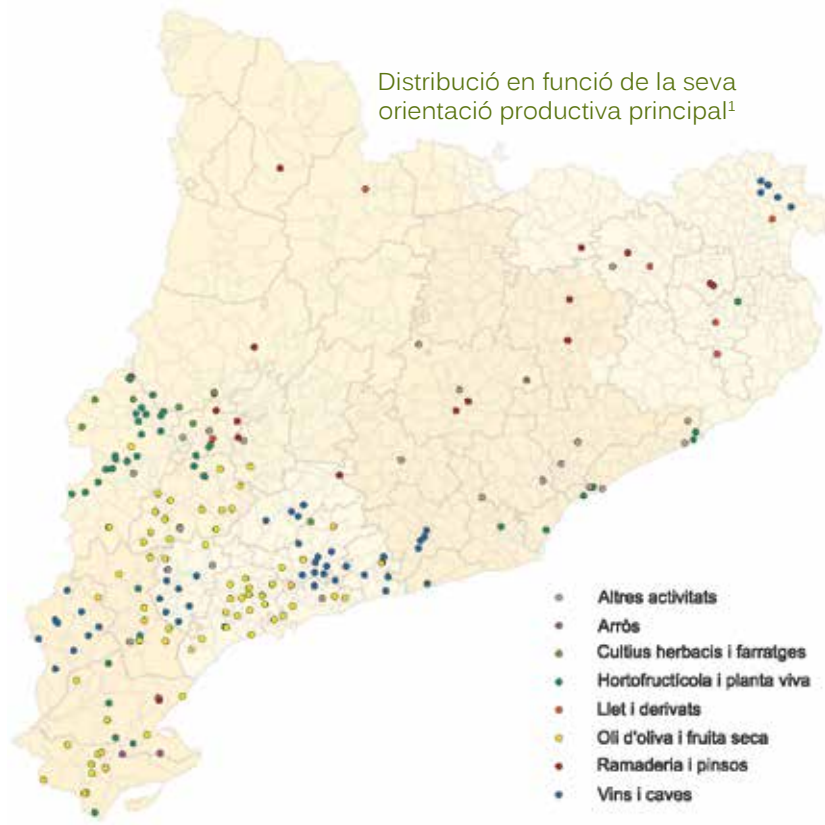 Distribució en funció de la seva
orientació productiva principal¹
Altres activitats
Arròs
Cultius herbacis i farratges
Hortofructícola i planta viva
Llet i derivats
Oli d'oliva i fruita seca
Ramaderia i pinsos
Vins i caves